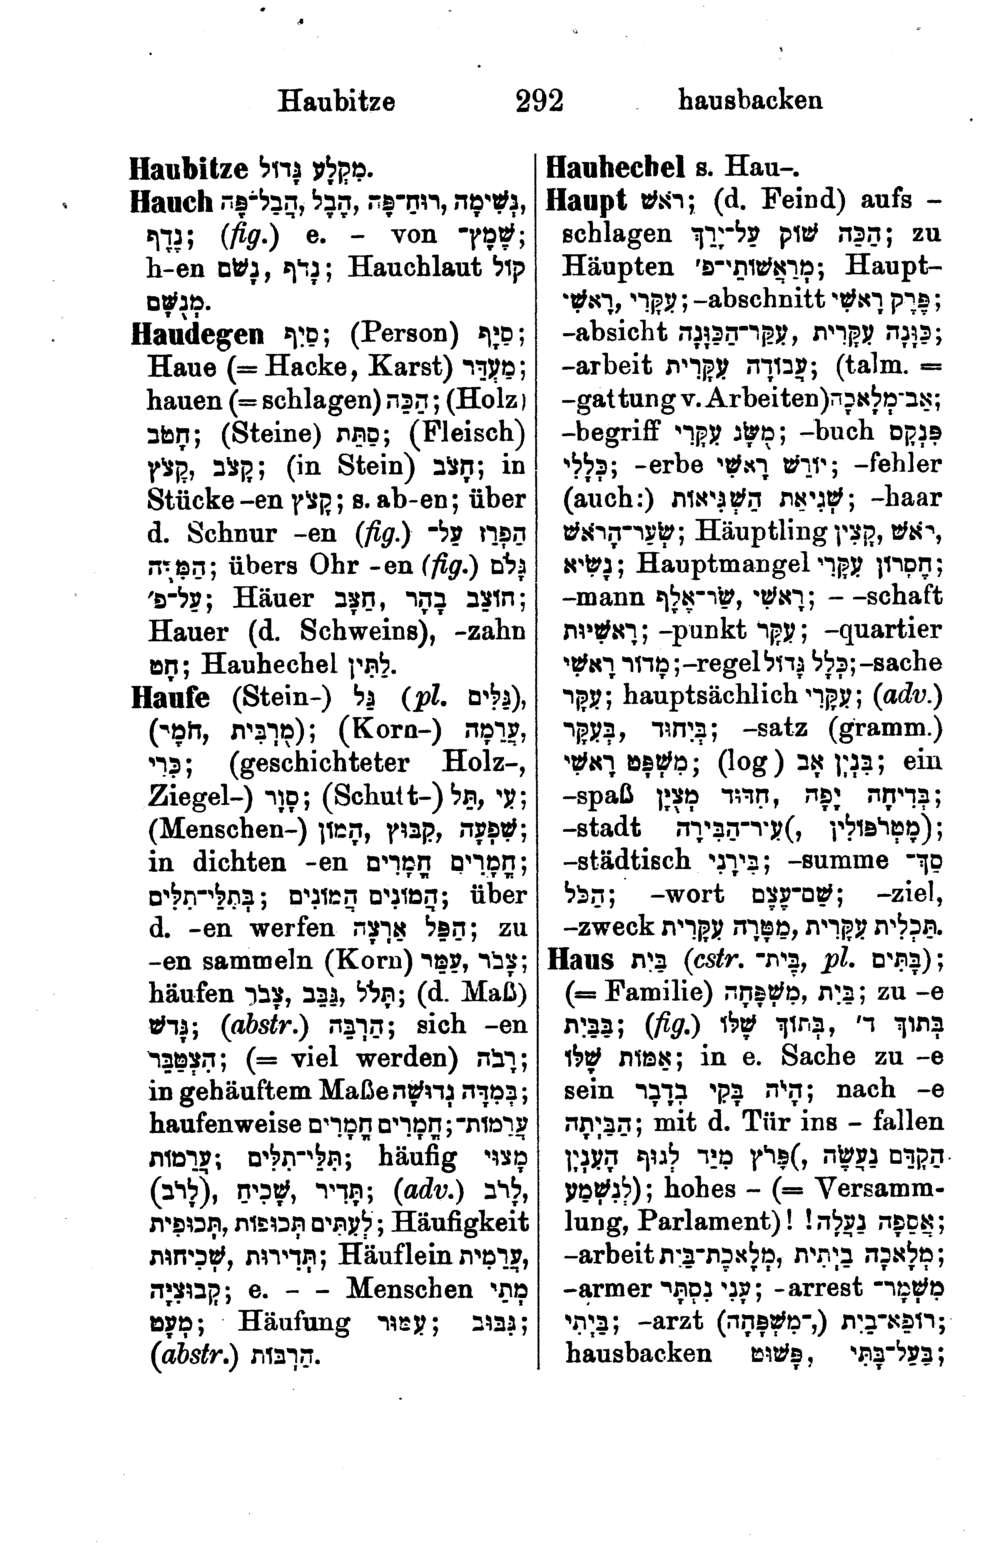 Haubitze 292 hausbacken
Haubitze מִקְלָע גָּדוֹל.
Hauch נְשִׁימָה, רוּחַ־פֶּה, הֶבֶל, הֲבַל־פֶּה,
נֶדֶף; (fig.) e. – von שֶׁמֶץ־;
h-en נָדֹף, נָשֹׁם; Hauchlaut קוֹל
מְנֻשָּׁם.
Haudegen סַיִף; (Person) סַיָּף;
Haue (= Hacke, Karst) מַעְדֵּר;
hauen (= schlagen) הַכֵּה; (Holz)
חָטֹב; (Steine) סַתֵּת; (Fleisch)
קָצֹב, קָצֹץ; (in Stein) חָצֹב; in
Stücke –en קָצֹץ; s. ab-en; über
d. Schnur –en (fig.) הַפְרֵז עַל־
הַמִּדָּה; übers Ohr –en (fig.) גָּלֹם
עַל־פ'; Häuer חוֹצֵב בָּהָר, חַצָּב;
Hauer (d. Schweins), –zahn
חָט; Hauhechel לַתִּין.
Haufe (Stein-) גַּל (pl. גַּלִּים),
(חֹמֶר, מַרְבִּית); (Korn-) עֲרֵמָה,
כְּרִי; (geschichteter Holz-,
Ziegel-) סְוָר; (Schutt-) עִי, תֵּל;
(Menschen-) שִׁפְעָה, קִבּוּץ, הָמוֹן;
in dichten –en חֳמָרִים חֳמָרִים;
הֲמוֹנִים הֲמוֹנִים; בְּתִלֵּי־תִלִּים; über
d. –en werfen הַפֵּל אַרְצָה; zu
–en sammeln (Korn) צָבֹר, עַמֵּר;
häufen תַּלֵּל, גַּבֵּב, צָבֹר; (d. Maß)
גָּדֹשׁ; (abstr.) הַרְבֵּה; sich –en
הִצְטַבֵּר; (= viel werden) רָבֹה;
in gehäuftem Maße בְּמִדָּה גְדוּשָׁה;
haufenweise עֲרֵמוֹת־; חֳמָרִים חֳמָרִים
עֲרֵמוֹת; תִּלֵּי־תִלִּים; häufig מָצוּי
(לָרֹב), תָּדִיר, שָׁכִיחַ; (adv.) לָרֹב,
לְעִתִּים תְּכוּפוֹת, תְּכוּפִית; Häufigkeit
תְּדִירוּת, שְׁכִיחוּת; Häuflein עֲרֵמִית,
קְבוּצִיָּה; e. – – Menschen מְתֵי
מְעָט; Häufung גִּבּוּב; עִמּוּר;
(abstr.) הַרְבּוֹת.
Hauhechel s. Hau-.
Haupt רֹאשׁ; (d. Feind) aufs –
schlagen הַכֵּה שׁוֹק עַל־יָרֵךְ; zu
Häupten מְרַאֲשׁוֹתֵי־פ'; Haupt-
רָאשִׁי, עִקָּרִי; –abschnitt פֶּרֶק רָאשִׁי;
–absicht כַּוָּנָה עִקָּרִית, עִקַּר־הַכַּוָּנָה;
–arbeit עֲבוֹדָה עִקָּרִית; (talm. =
–gattung v. Arbeiten) אַב־מְלָאכָה;
–begriff מֻשָּׂג עִקָּרִי; –buch פִּנְקָס
כְּלָלִי; –erbe יוֹרֵשׁ רָאשִׁי; –fehler
(auch:) שְׁגִיאַת הַשְּׁגִיאוֹת; –haar
שְׂעַר־הָרֹאשׁ; Häuptling רֹאשׁ, קָצִין,
נָשִׂיא; Hauptmangel חֶסְרוֹן עִקָּרִי;
–mann רָאשִׁי, שַׂר־אֶלֶף; – –schaft
רָאשִׁיּוּת; –punkt עִקָּר; –quartier
מָדוֹר רָאשִׁי; –regel כְּלָל גָּדוֹל; –sache
עִקָּר; hauptsächlich עִקָּרִי; (adv.)
בְּיִחוּד, בְּעִקָּר; –satz (gramm.)
מִשְׁפָּט רָאשִׁי; (log) בִּנְיַן אָב; ein
–spaß בְּדִיחָה יָפָה, חִדּוּד מְצֻיָּן;
–stadt עִיר־הַבִּירָה (, מֶטְרוֹפּוֹלִין);
–städtisch בִּירָנִי; –summe סַךְ־
הַכֹּל; –wort שֵׁם־עֶצֶם; –ziel,
–zweck תַּכְלִית עִקָּרִית, מַטָּרָה עִקָּרִית.
Haus בַּיִת (cstr. בֵּית־, pl. בָּתִּים);
(= Familie) בַּיִת, מִשְׁפָּחָה; zu –e
בַּבַּיִת; (fig.) בְּתוֹךְ ד', בְּתוֹךְ שֶׁלּוֹ
אַמּוֹת שֶׁלּוֹ; in e. Sache zu –e
sein הָיֹה בָּקִי בַדָּבָר; nach –e
הַבַּיְתָה; mit d. Tür ins – fallen
הַקְדֵּם נַעֲשֶׂה (, פָּרֹץ מִיָּד לְגוּף הָעִנְיָן
לְנִשְׁמָע); hohes – (= Versamm-
lung, Parlament)! אֲסֵפָה נַעֲלָה!
–arbeit מְלָאכָה בֵיתִית, מְלֶאכֶת־בַּיִת;
–armer עָנִי נִסְתָּר; –arrest מִשְׁמָר־
בֵּיתִי; –arzt רוֹפֵא־בַיִת (, –מִשְׁפָּחָה);
hausbacken בַּעַל־בָּתִּי, פָּשׁוּט;